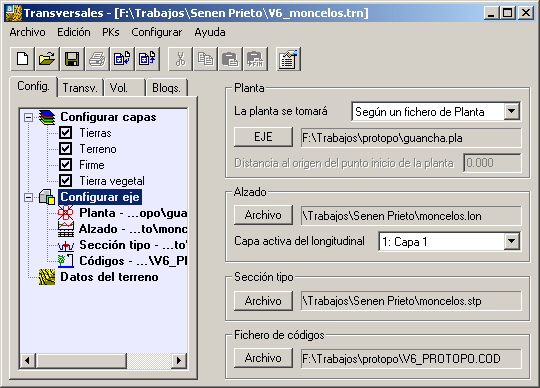 Transversales - [F:\Trabajos\Senen Prieto\V6_moncelos.trn]
Archivo Edición PKs Configurar Ayuda
Config. Transv. Vol. Bloqs.
Configurar capas
Tierras
Terreno
Firme
Tierra vegetal
Configurar eje
Planta - ...opo\gua
Alzado - ...to\monc
Sección tipo - ...to\
Códigos - ...\V6_P
Datos del terreno
Planta
La planta se tomará Según un fichero de Planta
EJE F:\Trabajos\protopo\guancha.pla
Distancia al origen del punto inicio de la planta 0.000
Alzado
Archivo \Trabajos\Senen Prieto\moncelos.lon
Capa activa del longitudinal 1: Capa 1
Sección tipo
Archivo \Trabajos\Senen Prieto\moncelos.stp
Fichero de códigos
Archivo F:\Trabajos\protopo\V6_PROTOPO.COD